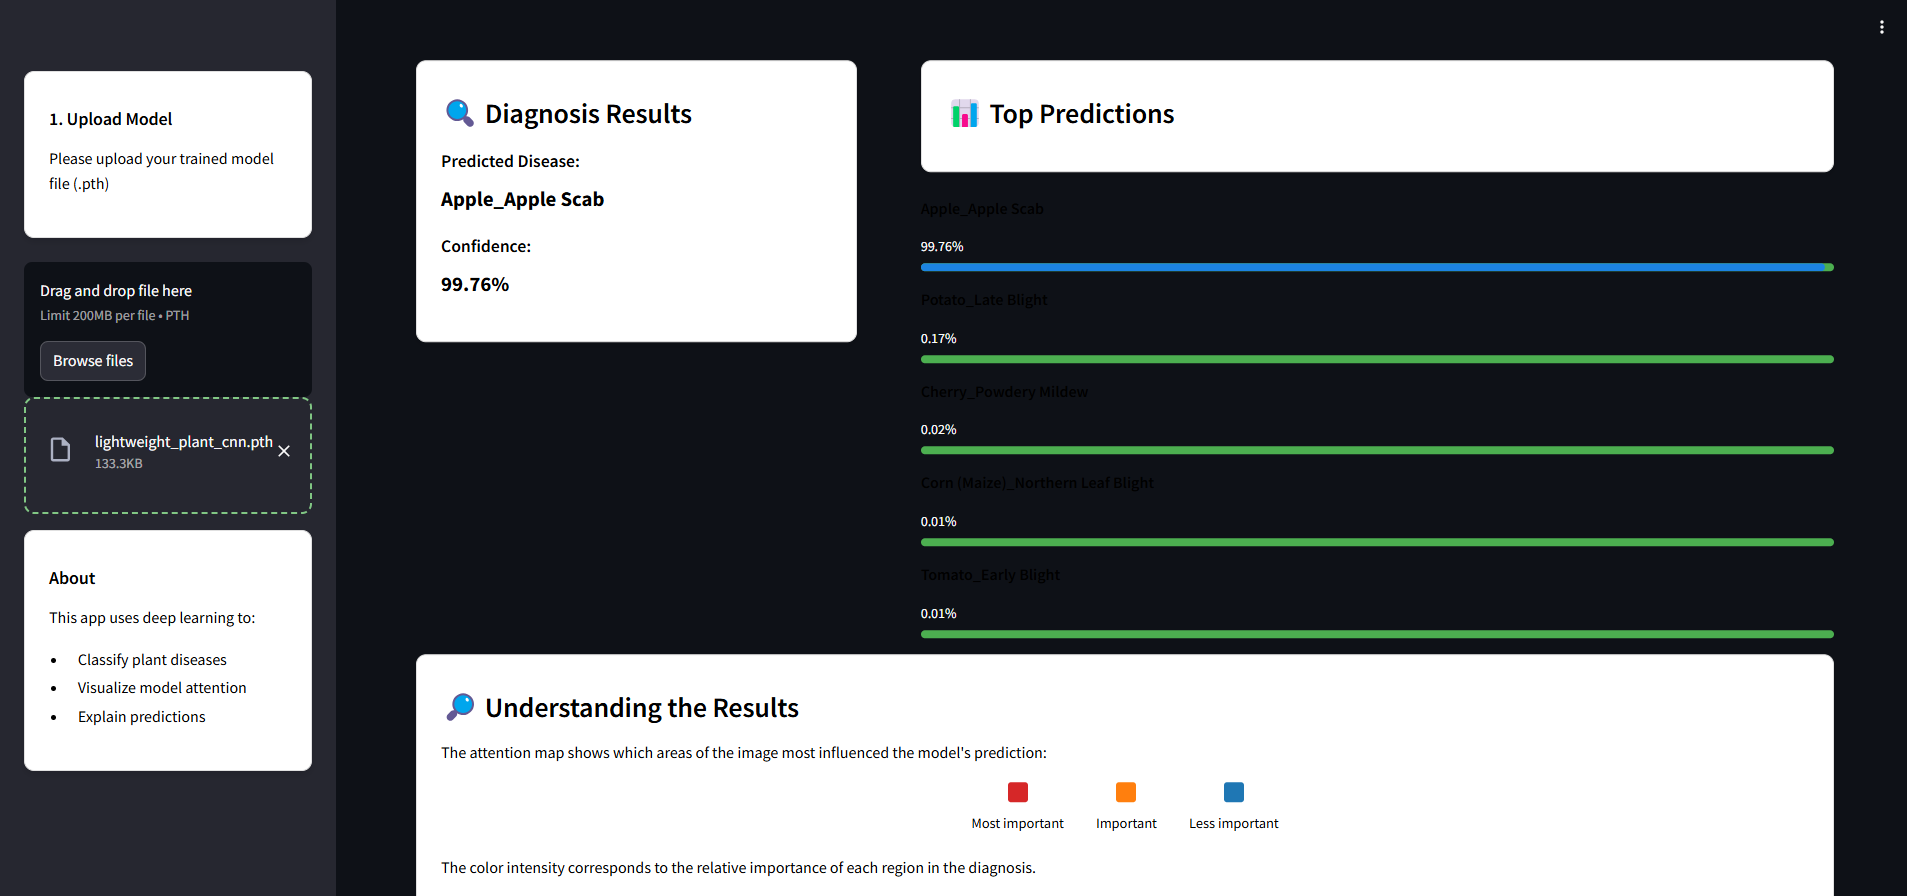 1. Upload Model
Please upload your trained model
file (.pth)
Drag and drop file here
Limit 200MB per file • PTH
Browse files
lightweight_plant_cnn.pth
133.3KB
About
This app uses deep learning to:
• Classify plant diseases
• Visualize model attention
• Explain predictions
Diagnosis Results
Predicted Disease:
Apple_Apple Scab
Confidence:
99.76%
Top Predictions
Apple_Apple Scab
99.76%
Potato_Late Blight
0.17%
Cherry_Powdery Mildew
0.02%
Corn (Maize)_Northern Leaf Blight
0.01%
Tomato_Early Blight
0.01%
Understanding the Results
The attention map shows which areas of the image most influenced the model's prediction:
Most important
Important
Less important
The color intensity corresponds to the relative importance of each region in the diagnosis.